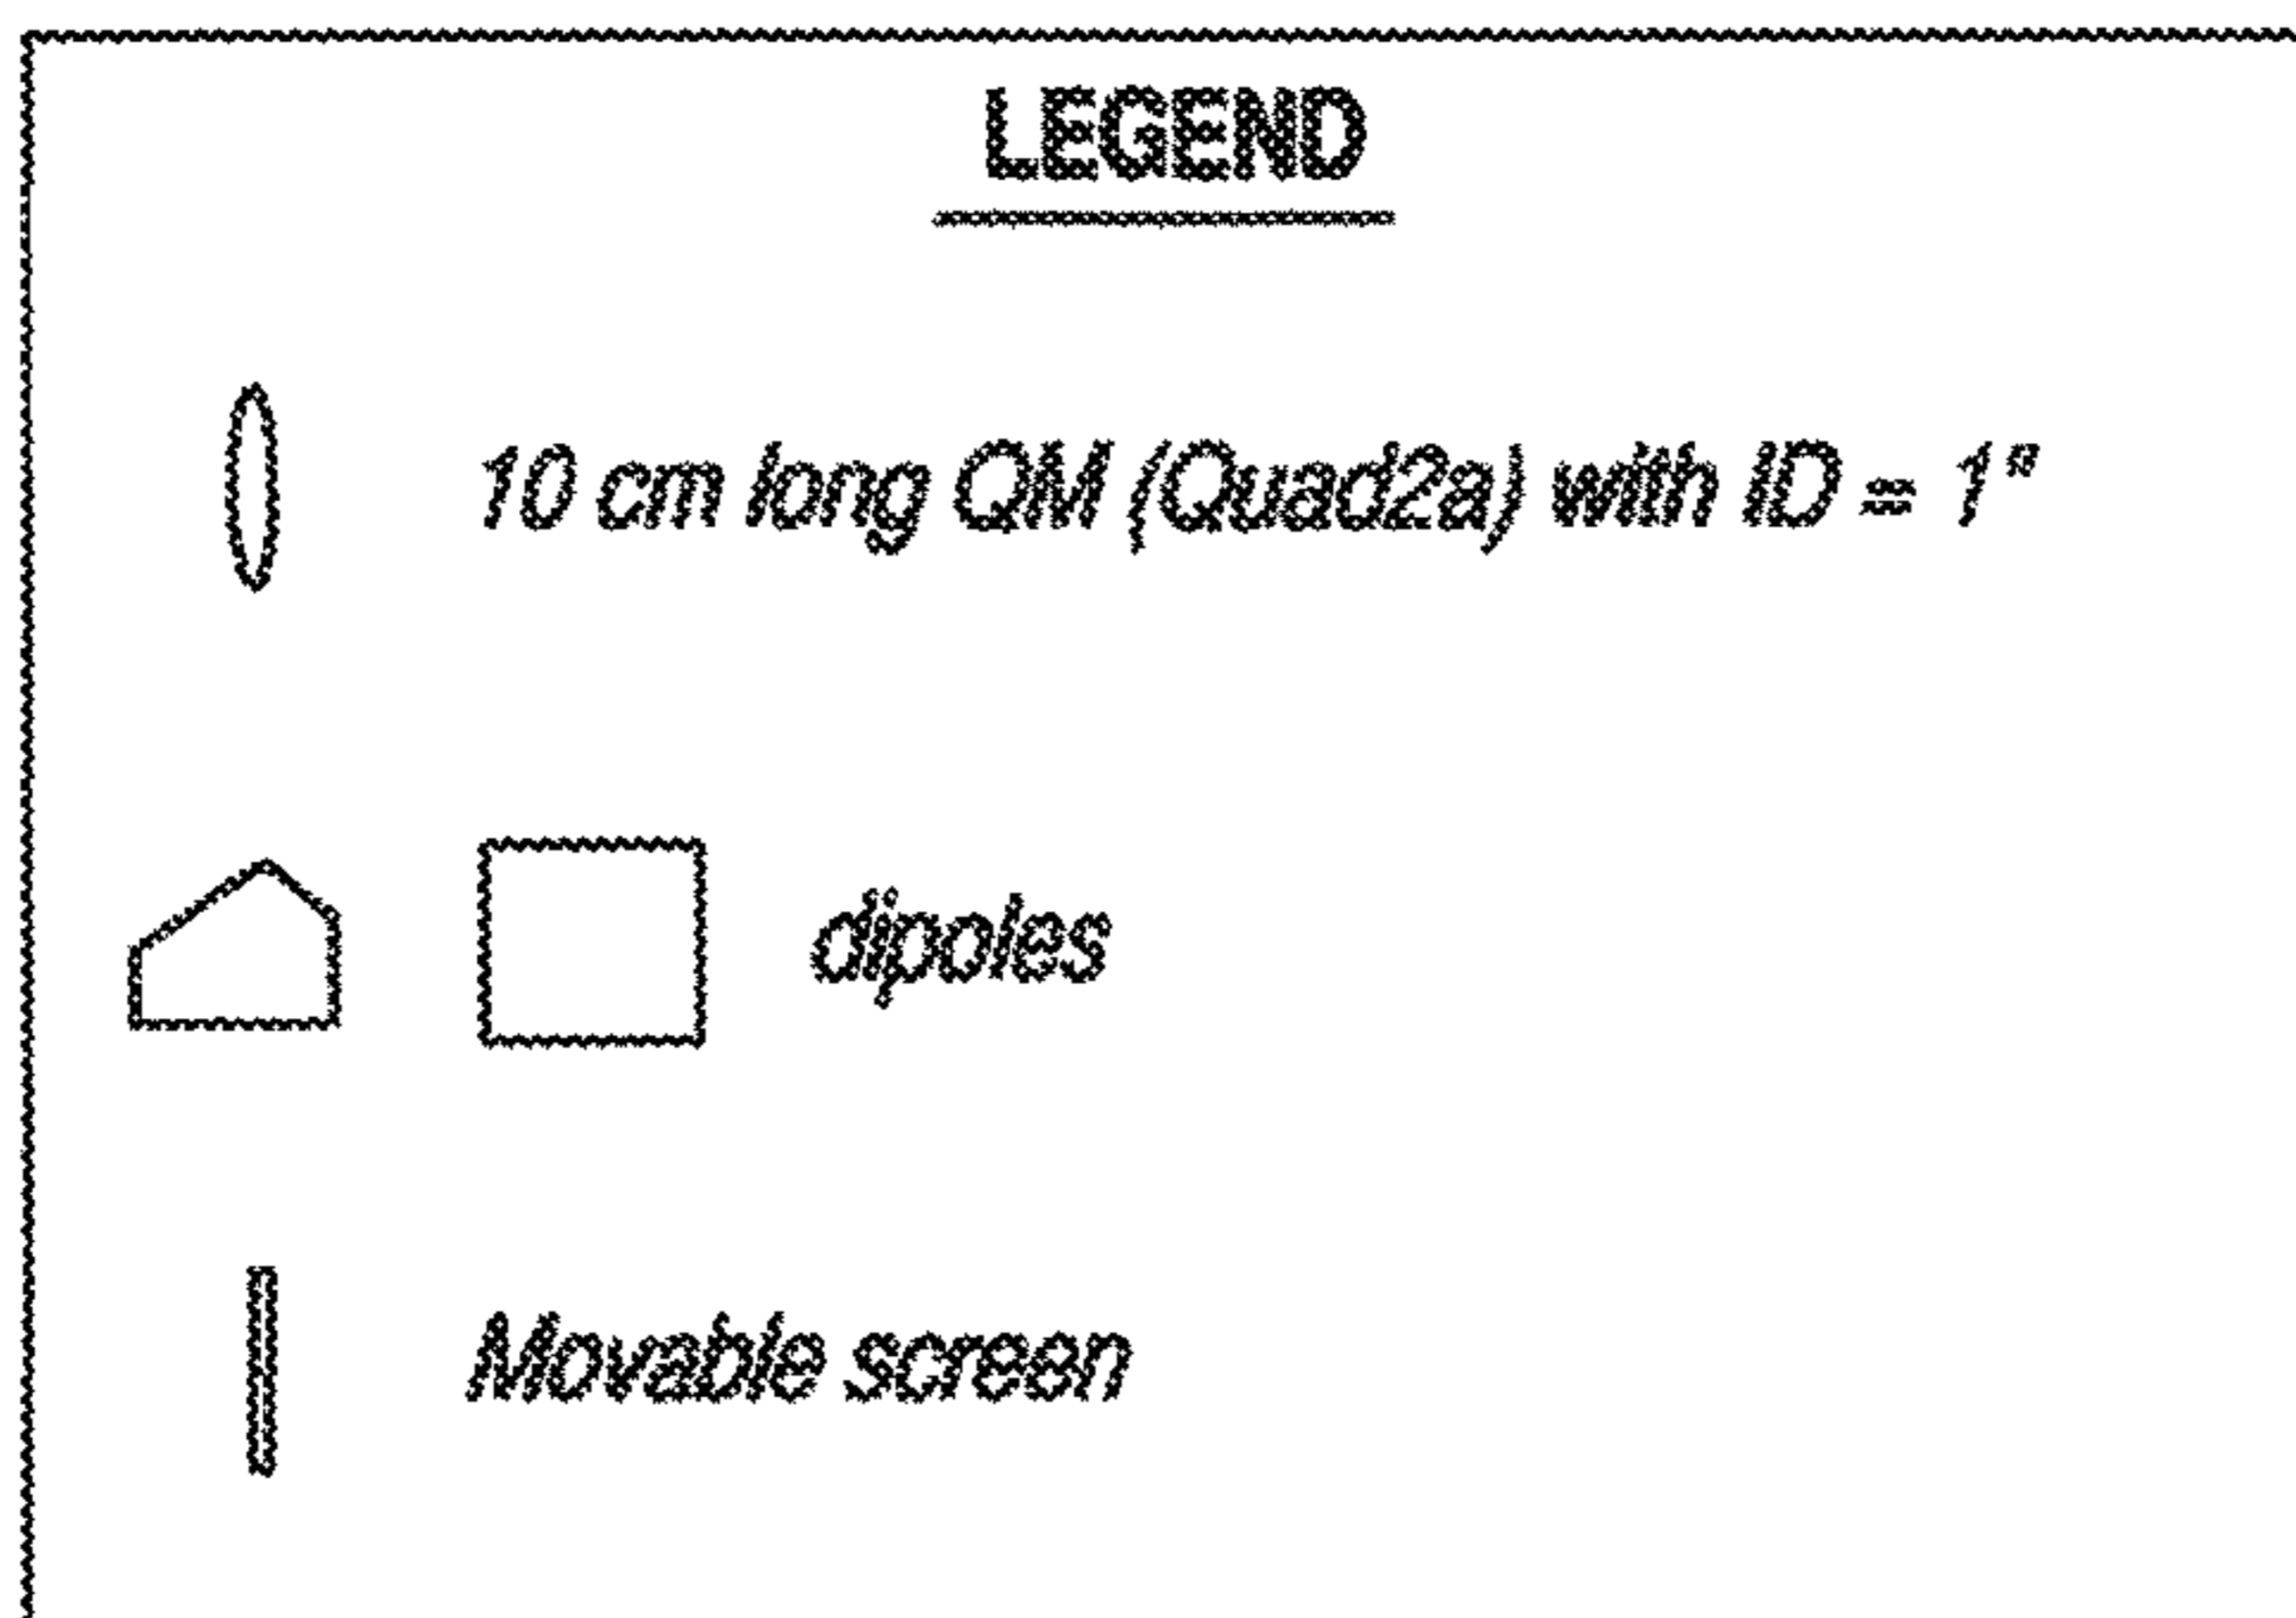 LEGEND
10 cm long QM (Quad2a) with ID = 1"
dipoles
Movable screen